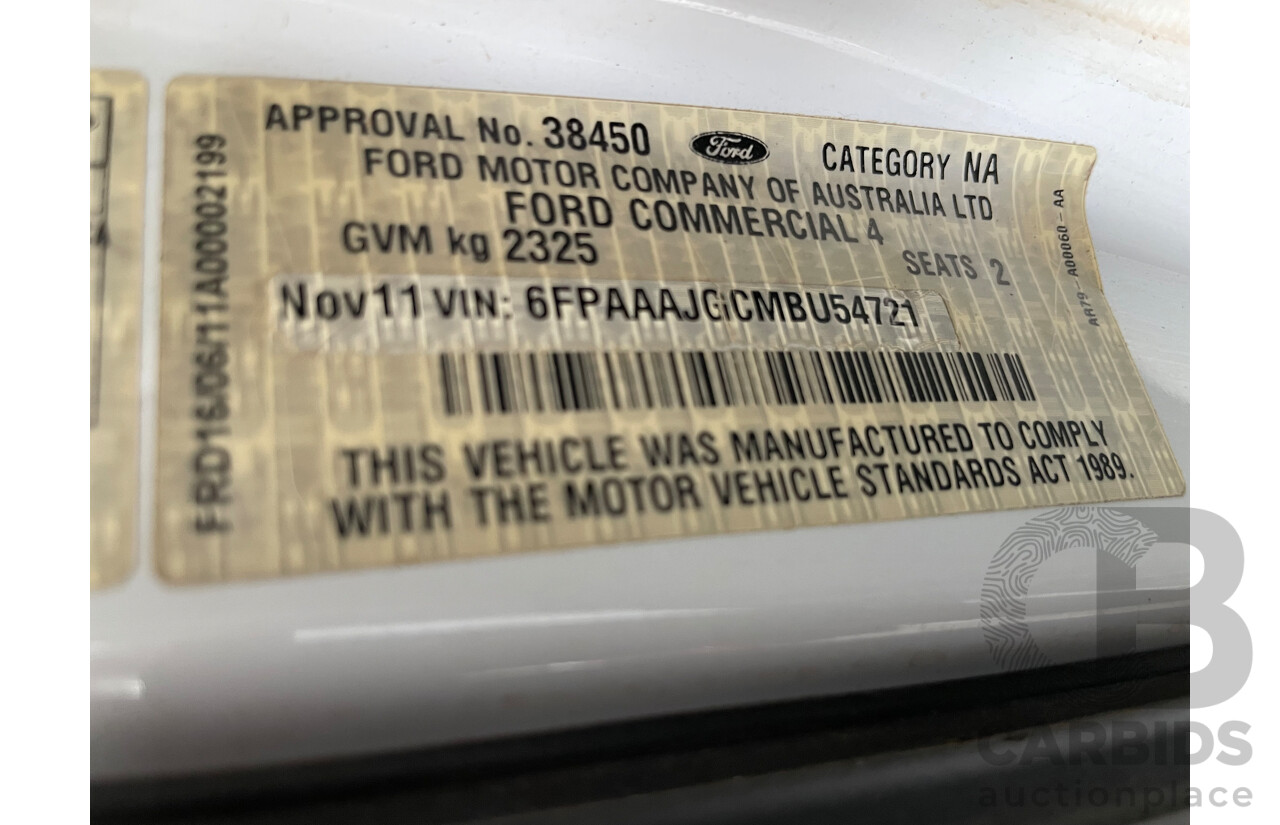 APPROVAL No. 38450 Ford CATEGORY NA
FORD MOTOR COMPANY OF AUSTRALIA LTD
FORD COMMERCIAL 4
GVM kg 2325 SEATS 2
Nov11 VIN: 6FPAAAJGCMBU54721
THIS VEHICLE WAS MANUFACTURED TO COMPLY
WITH THE MOTOR VEHICLE STANDARDS ACT 1989.
FRD16/06/11A00002199
AR79-A00060-AA
CARBIDS
auctionplace